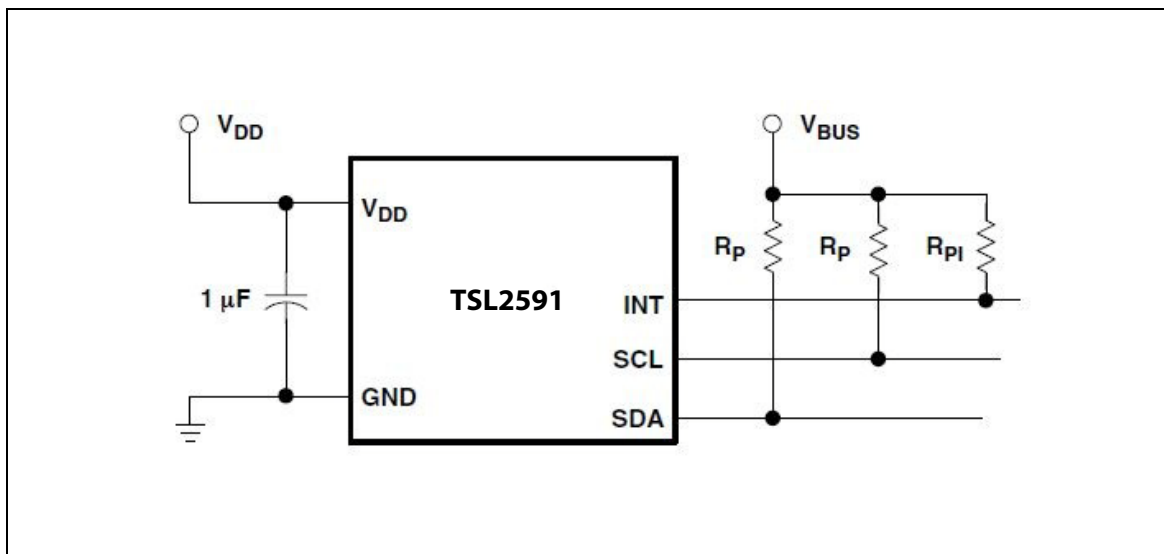 V_DD
V_BUS
V_DD
R_P
R_P
R_PI
1 μF
TSL2591
INT
SCL
GND
SDA